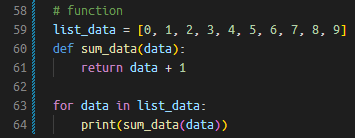 58 # function
59 list_data = [0, 1, 2, 3, 4, 5, 6, 7, 8, 9]
60 def sum_data(data):
61     return data + 1
62
63 for data in list_data:
64     print(sum_data(data))